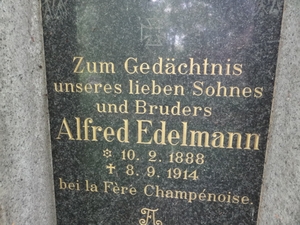 Zum Gedächtnis
unseres lieben Sohnes
und Bruders
Alfred Edelmann
* 10. 2. 1888
† 8. 9. 1914
bei la Fère Champénoise.